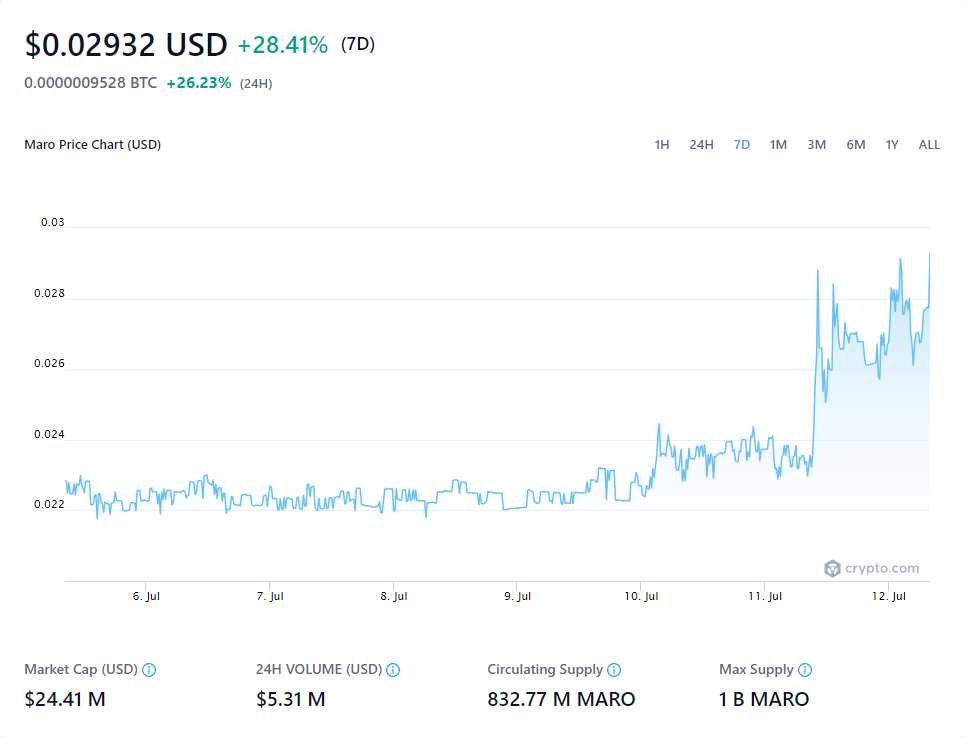 $0.02932 USD +28.41% (7D)
0.0000009528 BTC +26.23% (24H)
Maro Price Chart (USD)
1H 24H 7D 1M 3M 6M 1Y ALL
0.03
0.028
0.026
0.024
0.022
crypto.com
6. Jul 7. Jul 8. Jul 9. Jul 10. Jul 11. Jul 12. Jul
Market Cap (USD) 24H VOLUME (USD) Circulating Supply Max Supply
$24.41 M $5.31 M 832.77 M MARO 1 B MARO